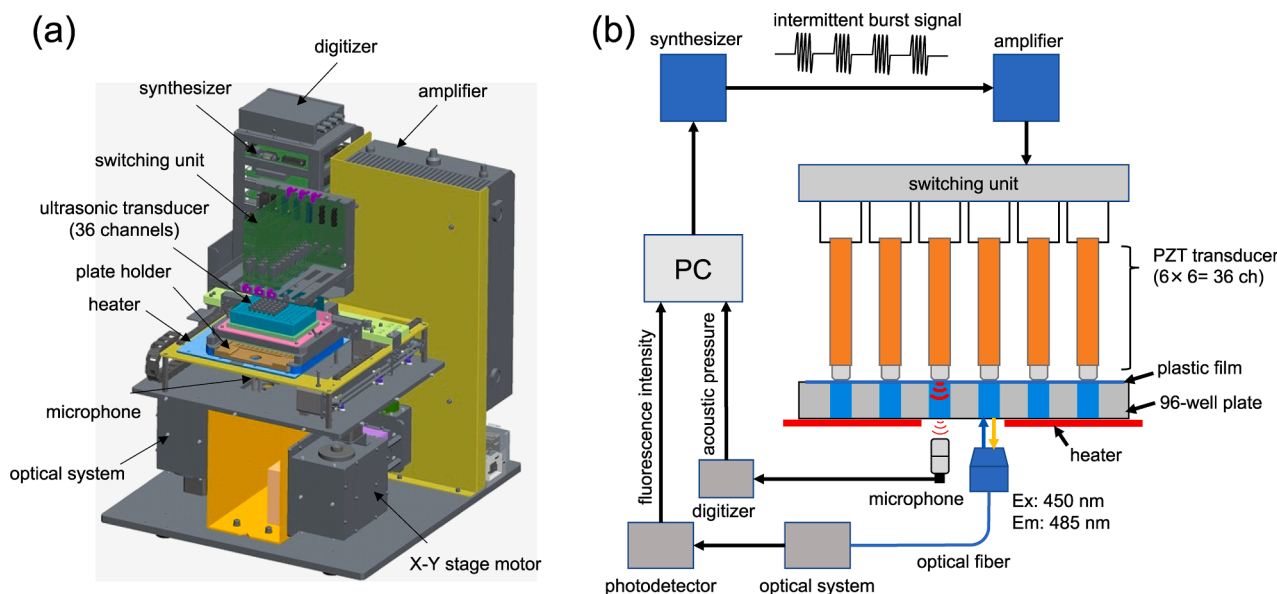 (a)
digitizer
synthesizer
amplifier
switching unit
ultrasonic transducer
(36 channels)
plate holder
heater
microphone
optical system
X-Y stage motor
(b)
intermittent burst signal
synthesizer
amplifier
switching unit
PC
PZT transducer
(6× 6= 36 ch)
fluorescence intensity
acoustic pressure
plastic film
96-well plate
heater
microphone
digitizer
Ex: 450 nm
Em: 485 nm
optical fiber
photodetector
optical system